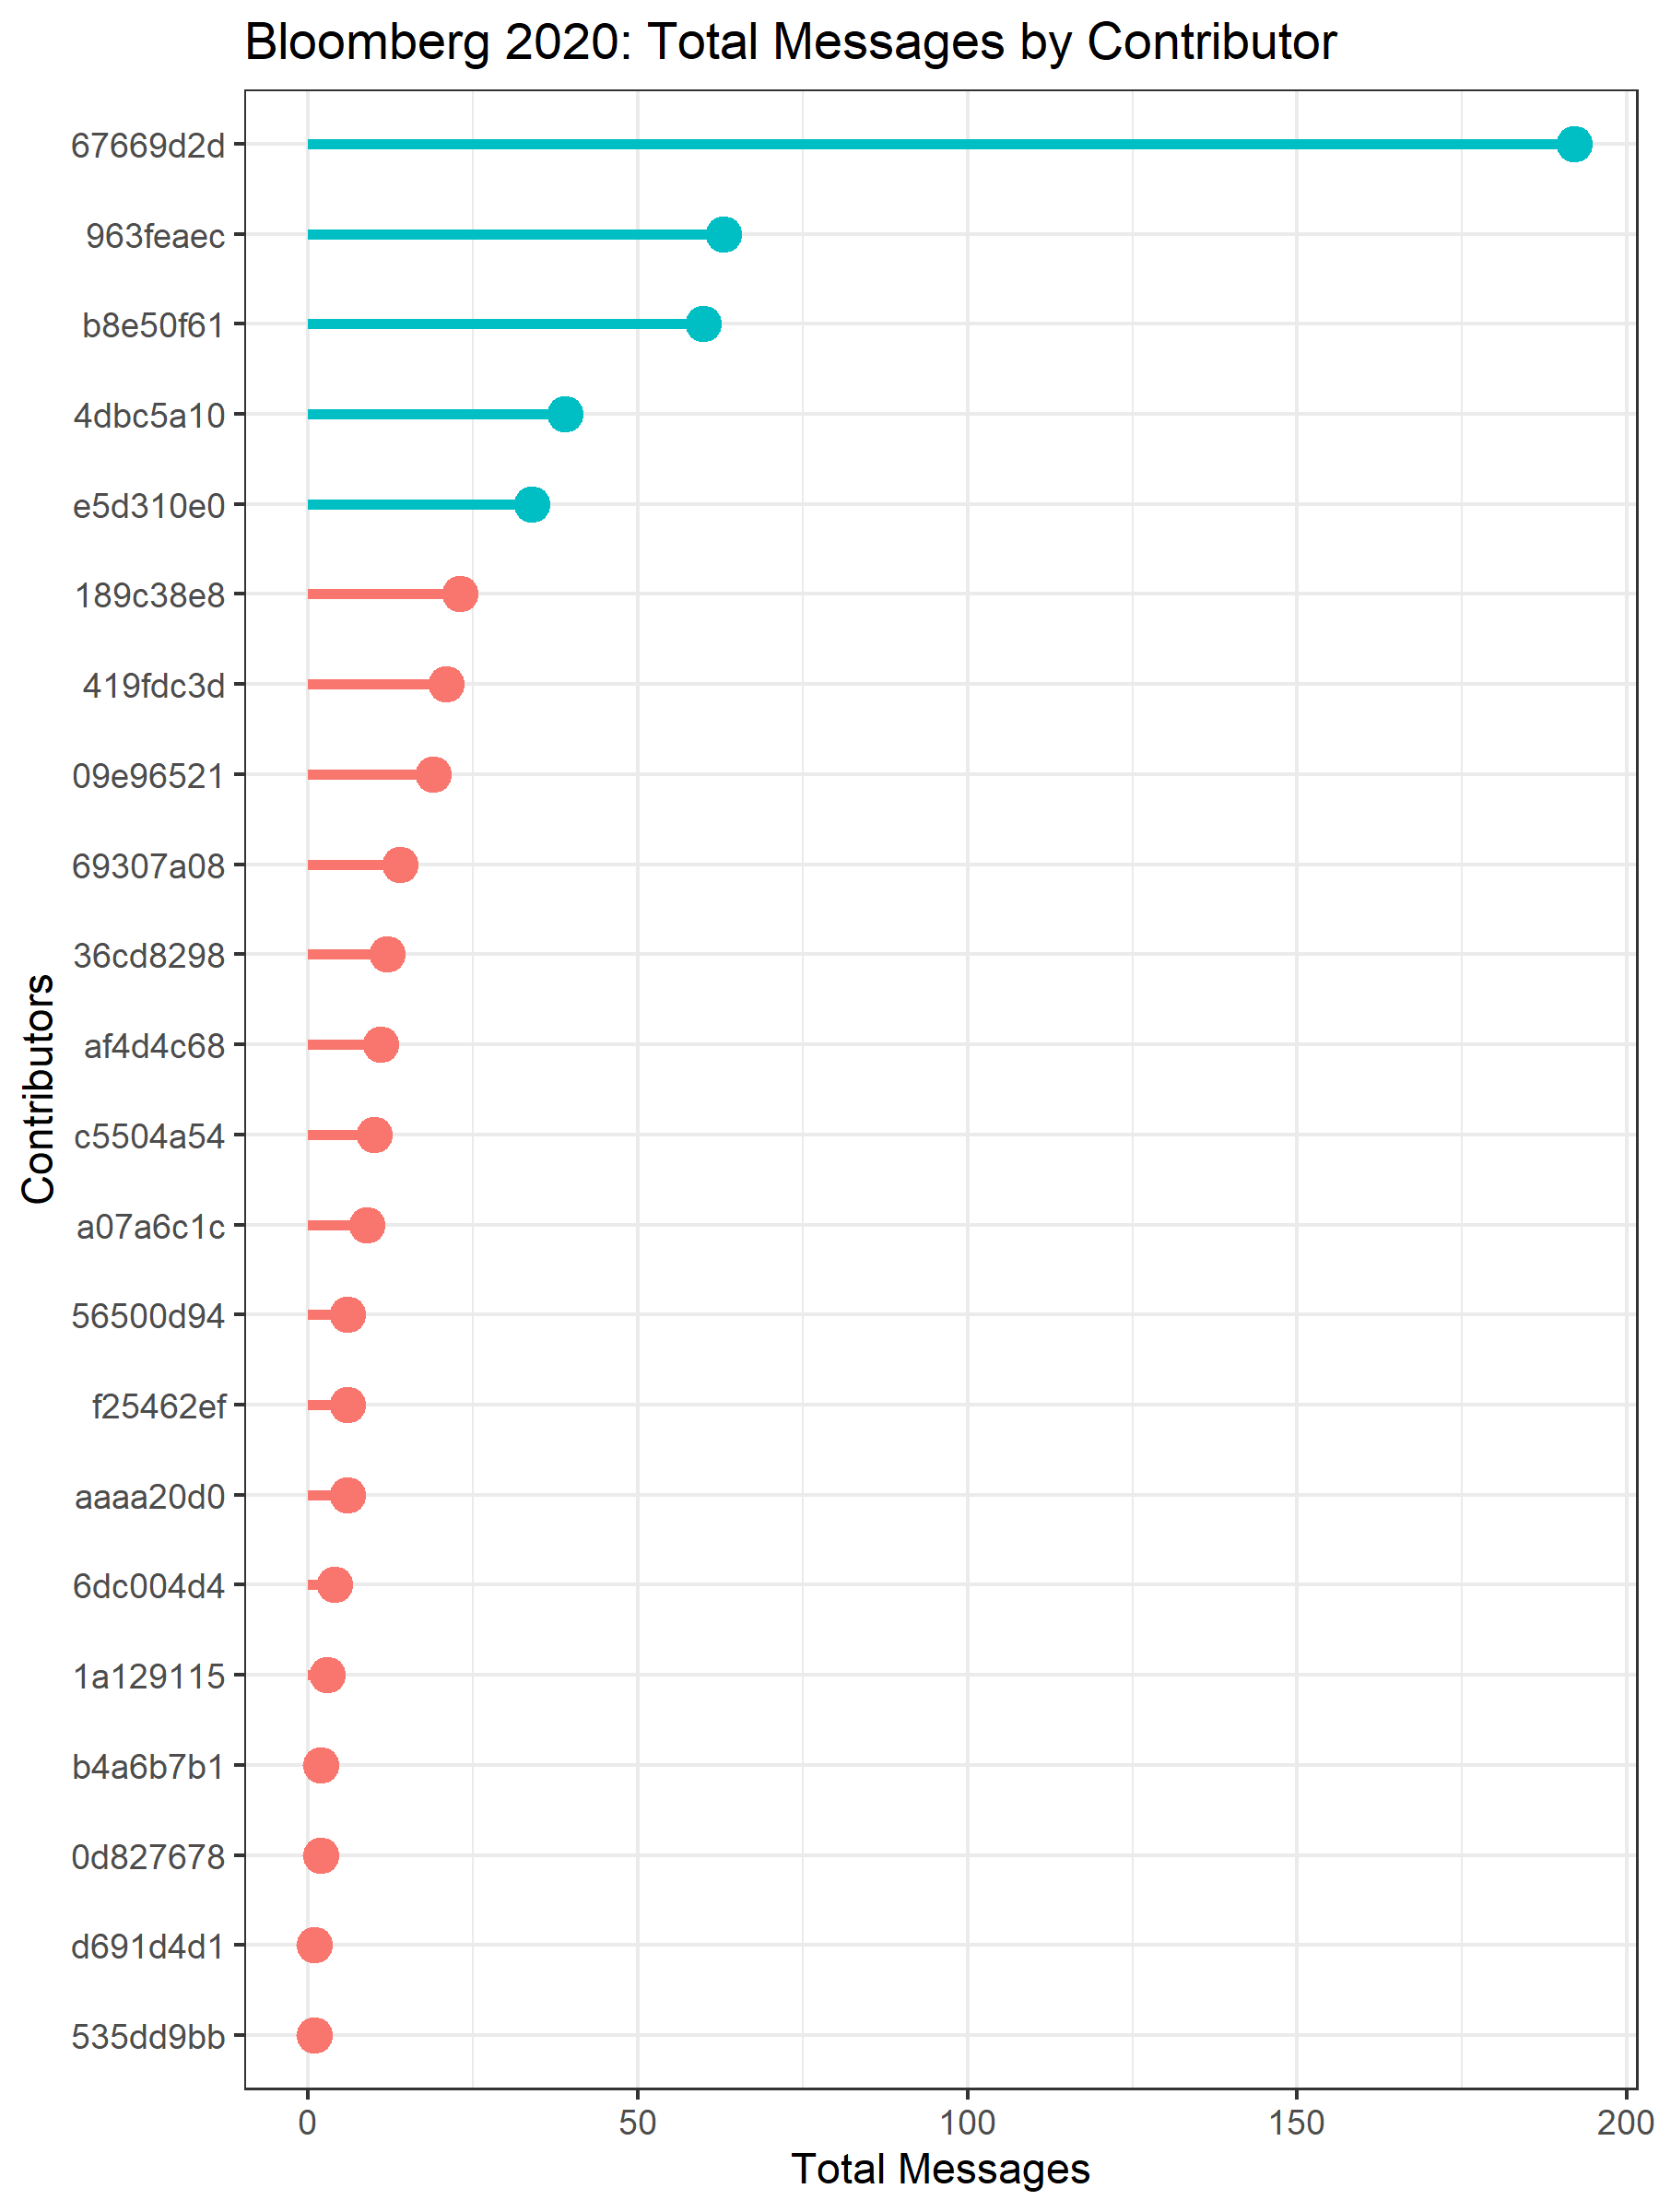 Bloomberg 2020: Total Messages by Contributor
67669d2d
963feaec
b8e50f61
4dbc5a10
e5d310e0
189c38e8
419fdc3d
09e96521
69307a08
36cd8298
af4d4c68
c5504a54
a07a6c1c
56500d94
f25462ef
aaaa20d0
6dc004d4
1a129115
b4a6b7b1
0d827678
d691d4d1
535dd9bb
Contributors
0 50 100 150 200
Total Messages